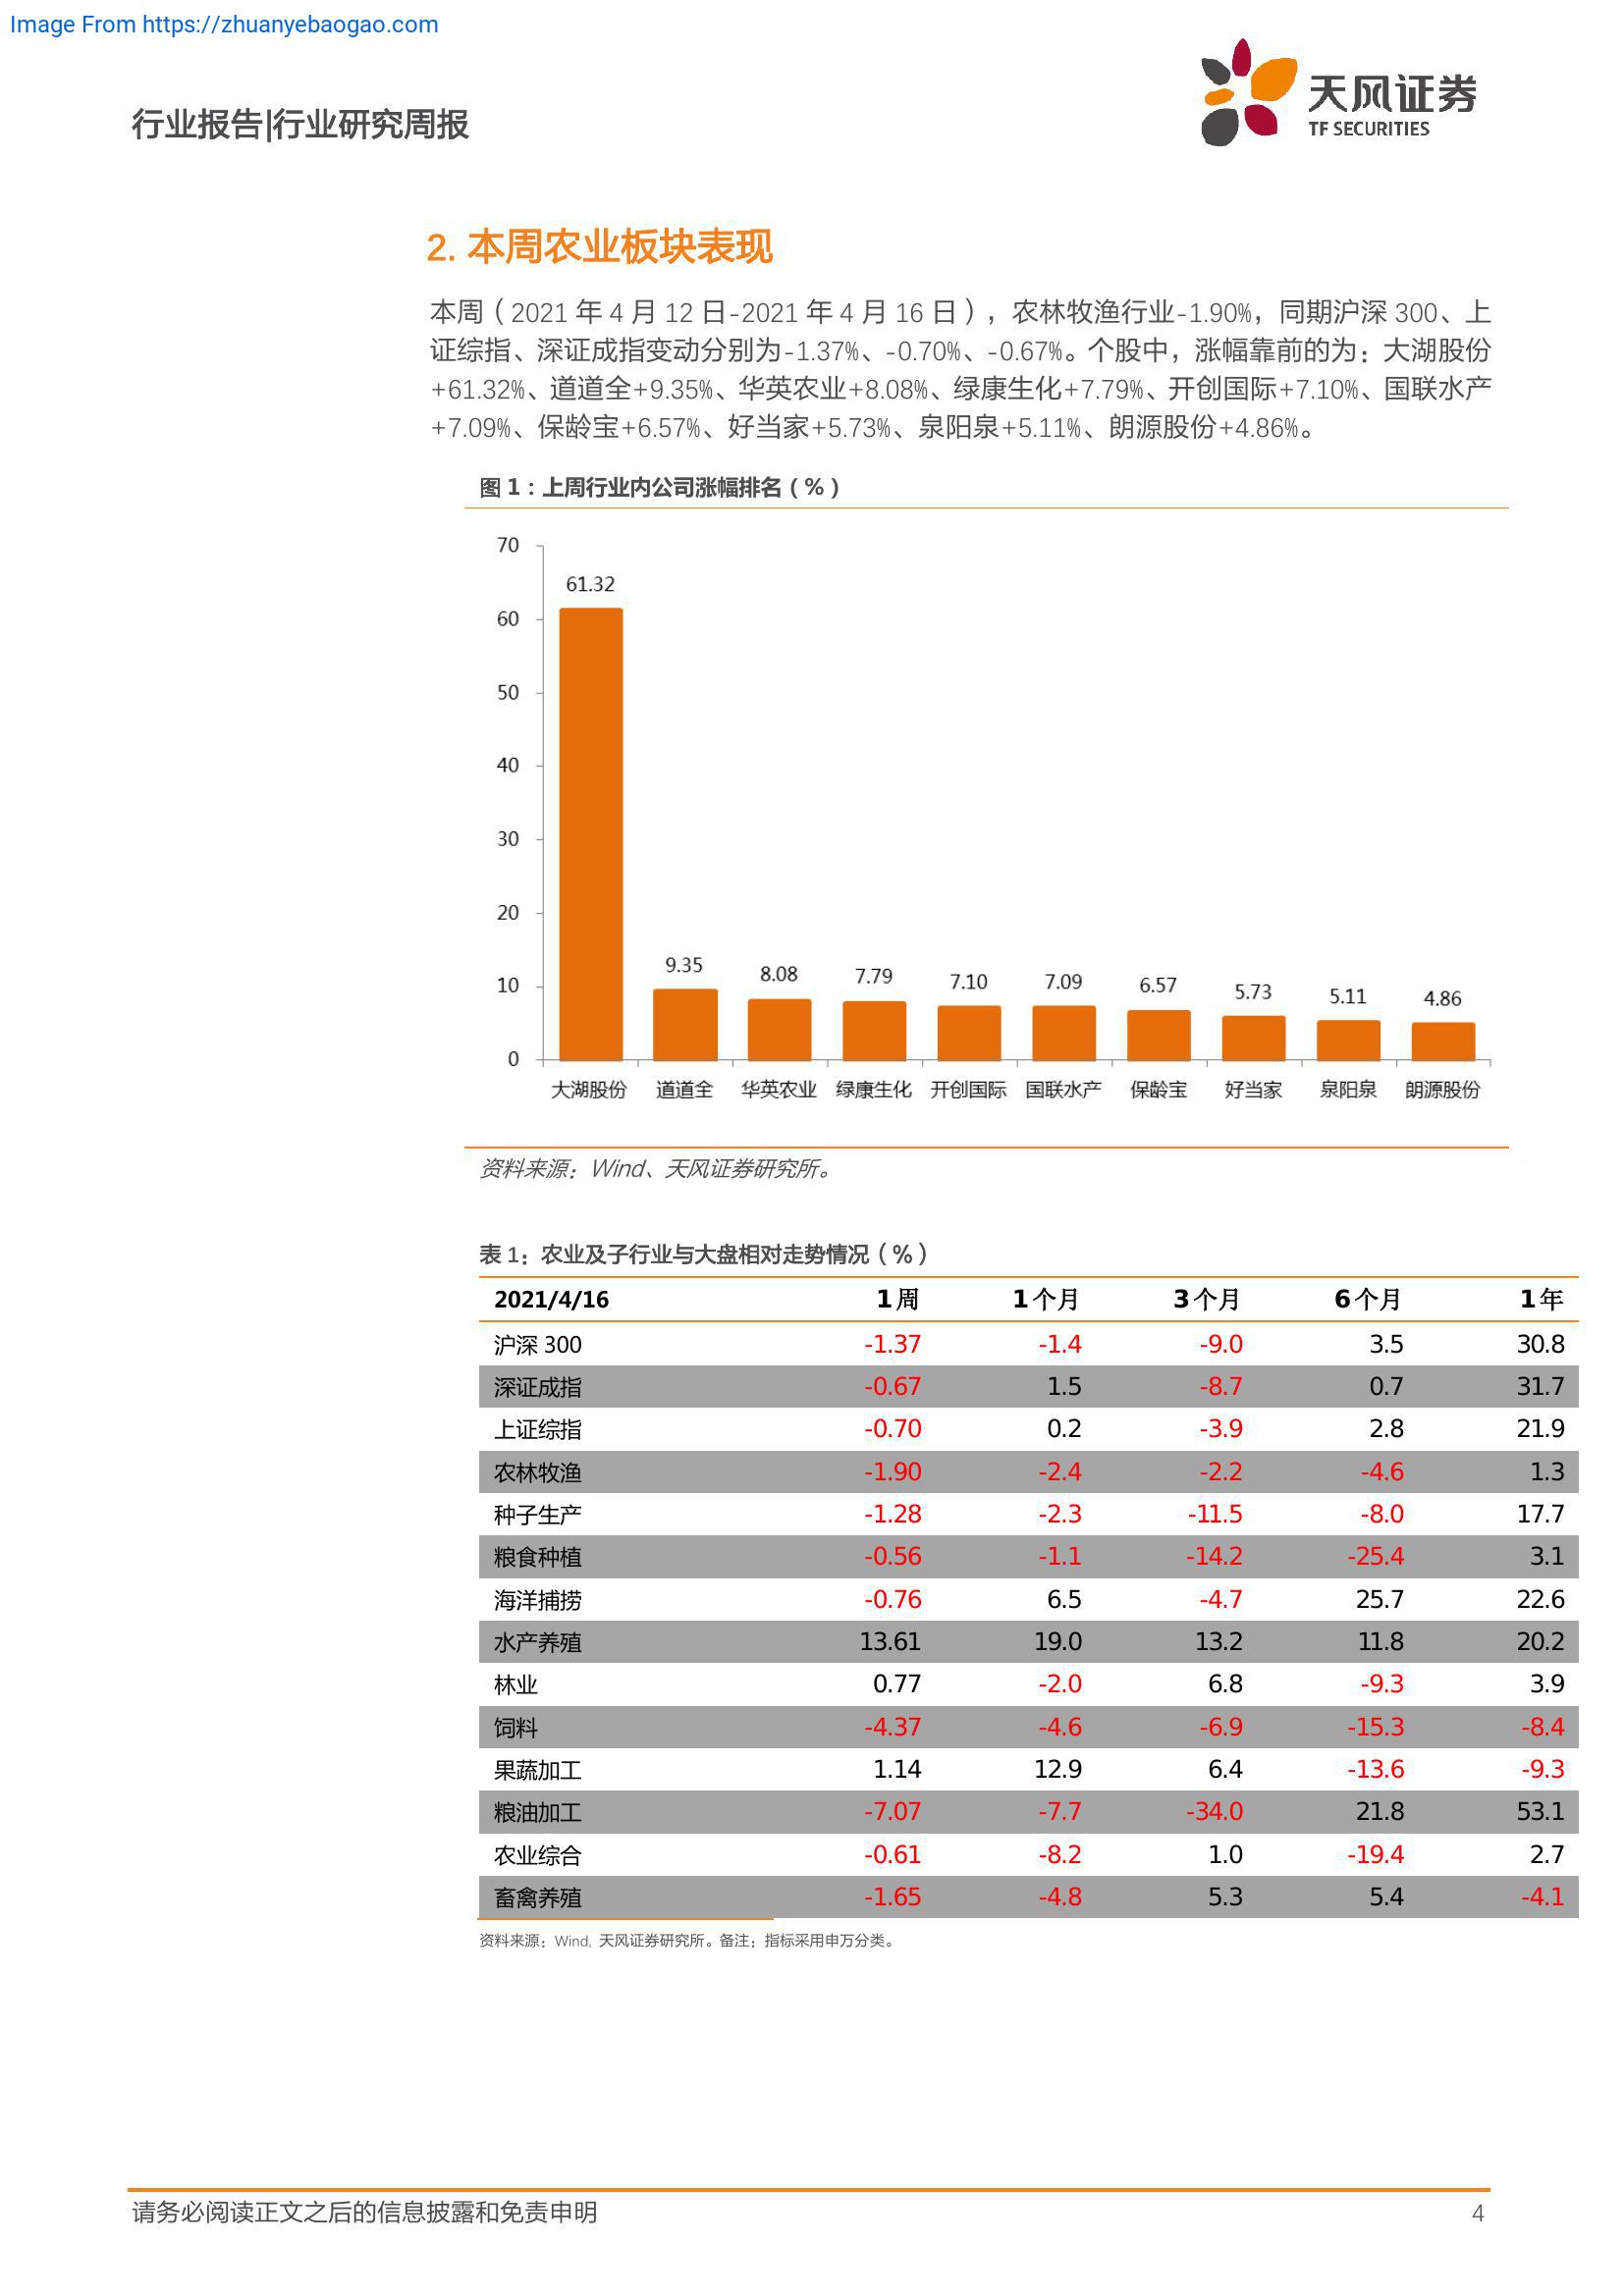 Image From https://zhuanyebaogao.com
行业报告|行业研究周报
天风证券
TF SECURITIES
2. 本周农业板块表现
本周（2021 年 4 月 12 日-2021 年 4 月 16 日），农林牧渔行业-1.90%，同期沪深 300、上
证综指、深证成指变动分别为-1.37%、-0.70%、-0.67%。个股中，涨幅靠前的为：大湖股份
+61.32%、道道全+9.35%、华英农业+8.08%、绿康生化+7.79%、开创国际+7.10%、国联水产
+7.09%、保龄宝+6.57%、好当家+5.73%、泉阳泉+5.11%、朗源股份+4.86%。
图 1：上周行业内公司涨幅排名（%）
70
60
50
40
30
20
10
0
61.32 9.35 8.08 7.79 7.10 7.09 6.57 5.73 5.11 4.86
大湖股份 道道全 华英农业 绿康生化 开创国际 国联水产 保龄宝 好当家 泉阳泉 朗源股份
资料来源：Wind、天风证券研究所。
表 1：农业及子行业与大盘相对走势情况（%）
2021/4/16 1 周 1 个月 3 个月 6 个月 1 年
沪深 300 -1.37 -1.4 -9.0 3.5 30.8
深证成指 -0.67 1.5 -8.7 0.7 31.7
上证综指 -0.70 0.2 -3.9 2.8 21.9
农林牧渔 -1.90 -2.4 -2.2 -4.6 1.3
种子生产 -1.28 -2.3 -11.5 -8.0 17.7
粮食种植 -0.56 -1.1 -14.2 -25.4 3.1
海洋捕捞 -0.76 6.5 -4.7 25.7 22.6
水产养殖 13.61 19.0 13.2 11.8 20.2
林业 0.77 -2.0 6.8 -9.3 3.9
饲料 -4.37 -4.6 -6.9 -15.3 -8.4
果蔬加工 1.14 12.9 6.4 -13.6 -9.3
粮油加工 -7.07 -7.7 -34.0 21.8 53.1
农业综合 -0.61 -8.2 1.0 -19.4 2.7
畜禽养殖 -1.65 -4.8 5.3 5.4 -4.1
资料来源：Wind, 天风证券研究所。备注：指标采用申万分类。
请务必阅读正文之后的信息披露和免责申明 4